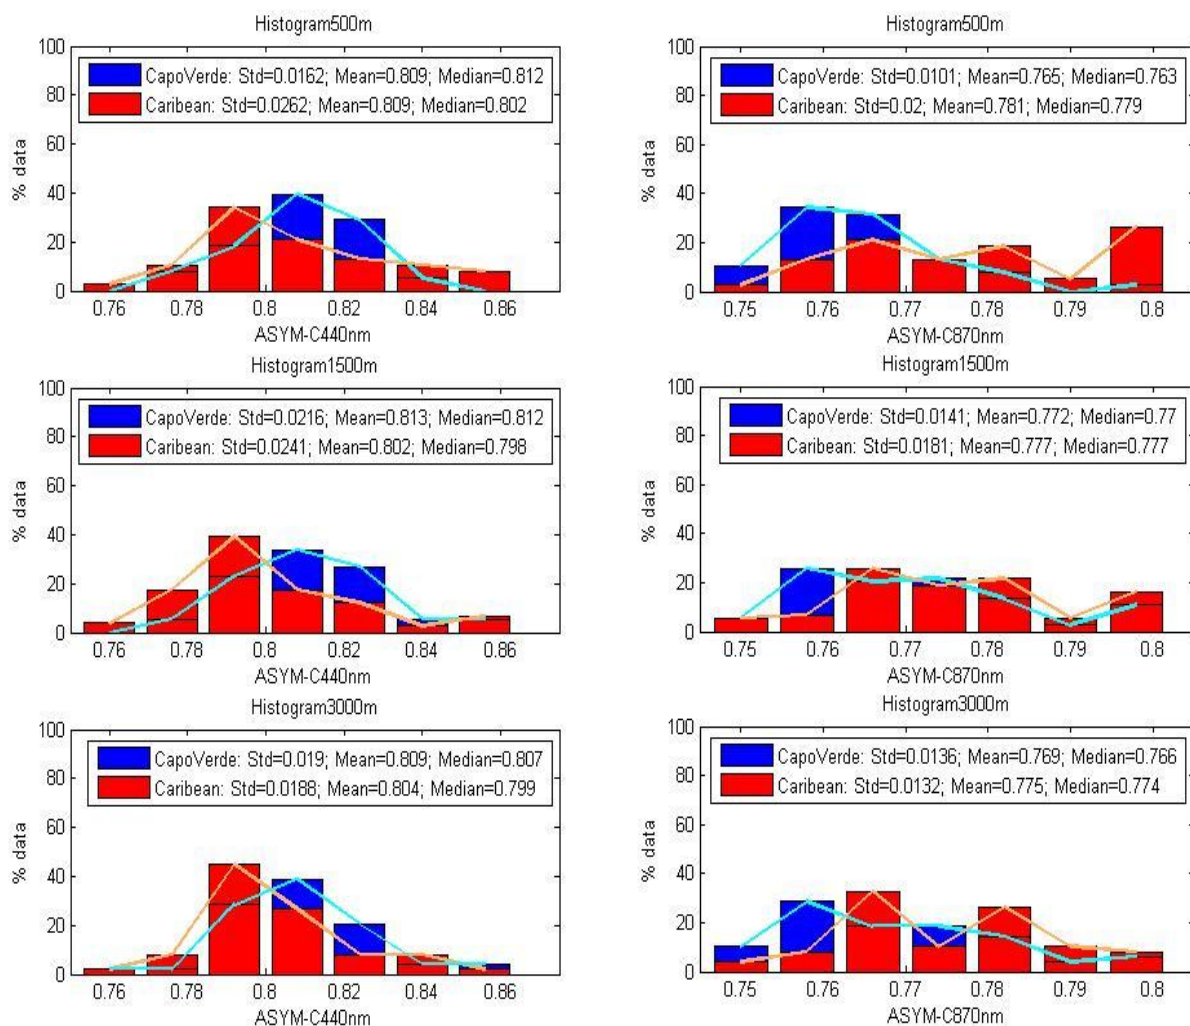 Histogram500m
100
80
60
40
20
0
% data
CapoVerde: Std=0.0162; Mean=0.809; Median=0.812
Caribean: Std=0.0262; Mean=0.809; Median=0.802
0.76 0.78 0.8 0.82 0.84 0.86
ASYM-C440nm
Histogram500m
100
80
60
40
20
0
% data
CapoVerde: Std=0.0101; Mean=0.765; Median=0.763
Caribean: Std=0.02; Mean=0.781; Median=0.779
0.75 0.76 0.77 0.78 0.79 0.8
ASYM-C870nm
Histogram1500m
100
80
60
40
20
0
% data
CapoVerde: Std=0.0216; Mean=0.813; Median=0.812
Caribean: Std=0.0241; Mean=0.802; Median=0.798
0.76 0.78 0.8 0.82 0.84 0.86
ASYM-C440nm
Histogram1500m
100
80
60
40
20
0
% data
CapoVerde: Std=0.0141; Mean=0.772; Median=0.77
Caribean: Std=0.0181; Mean=0.777; Median=0.777
0.75 0.76 0.77 0.78 0.79 0.8
ASYM-C870nm
Histogram3000m
100
80
60
40
20
0
% data
CapoVerde: Std=0.019; Mean=0.809; Median=0.807
Caribean: Std=0.0188; Mean=0.804; Median=0.799
0.76 0.78 0.8 0.82 0.84 0.86
ASYM-C440nm
Histogram3000m
100
80
60
40
20
0
% data
CapoVerde: Std=0.0136; Mean=0.769; Median=0.766
Caribean: Std=0.0132; Mean=0.775; Median=0.774
0.75 0.76 0.77 0.78 0.79 0.8
ASYM-C870nm